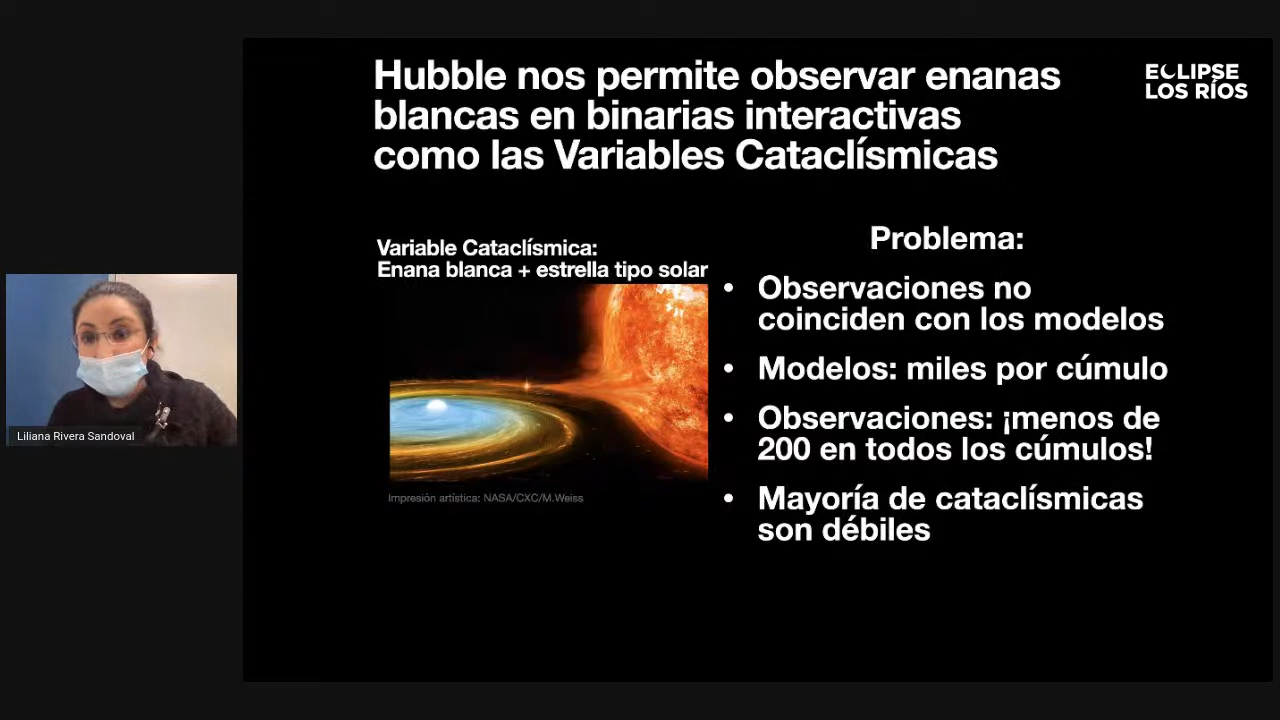 Hubble nos permite observar enanas
blancas en binarias interactivas
como las Variables Cataclísmicas
ECLIPSE
LOS RÍOS
Variable Cataclísmica:
Enana blanca + estrella tipo solar
Impresión artística: NASA/CXC/M.Weiss
Problema:
• Observaciones no
coinciden con los modelos
• Modelos: miles por cúmulo
• Observaciones: ¡menos de
200 en todos los cúmulos!
• Mayoría de cataclísmicas
son débiles
Liliana Rivera Sandoval